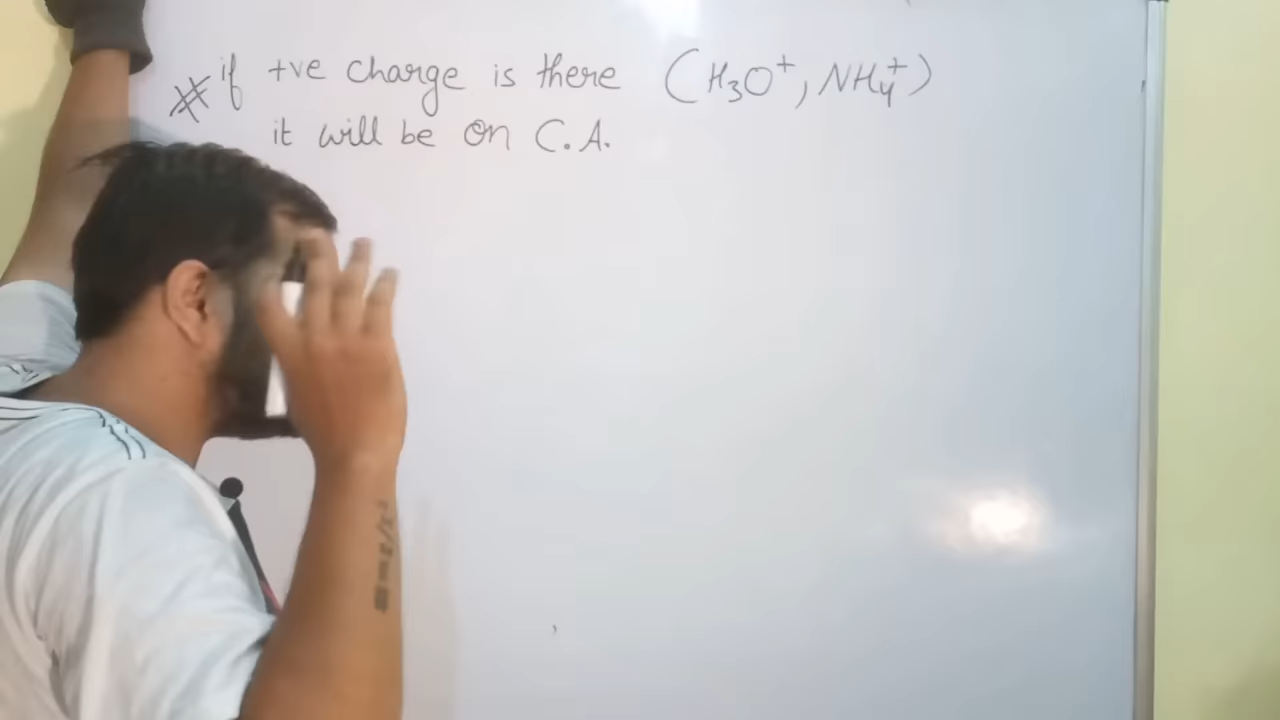 # if +ve charge is there (H₃O⁺, NH₄⁺)
it will be on C.A.